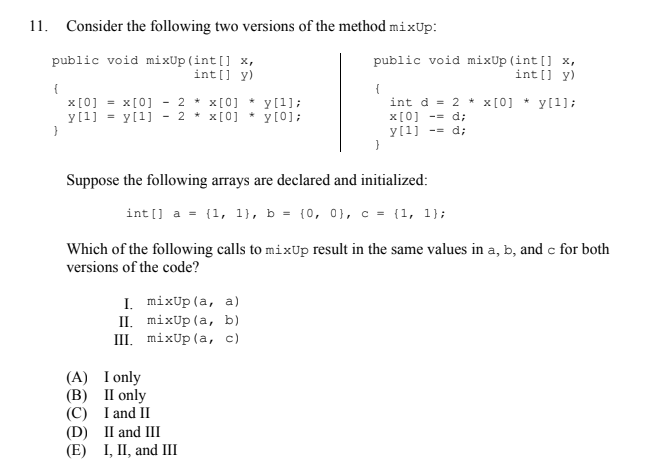 11. Consider the following two versions of the method mixUp:
public void mixUp(int[] x,
int[] y)
{
x[0] = x[0] - 2 * x[0] * y[1];
y[1] = y[1] - 2 * x[0] * y[0];
}
public void mixUp(int[] x,
int[] y)
{
int d = 2 * x[0] * y[1];
x[0] -= d;
y[1] -= d;
}
Suppose the following arrays are declared and initialized:
int[] a = {1, 1}, b = {0, 0}, c = {1, 1};
Which of the following calls to mixUp result in the same values in a, b, and c for both
versions of the code?
I. mixUp(a, a)
II. mixUp(a, b)
III. mixUp(a, c)
(A) I only
(B) II only
(C) I and II
(D) II and III
(E) I, II, and III